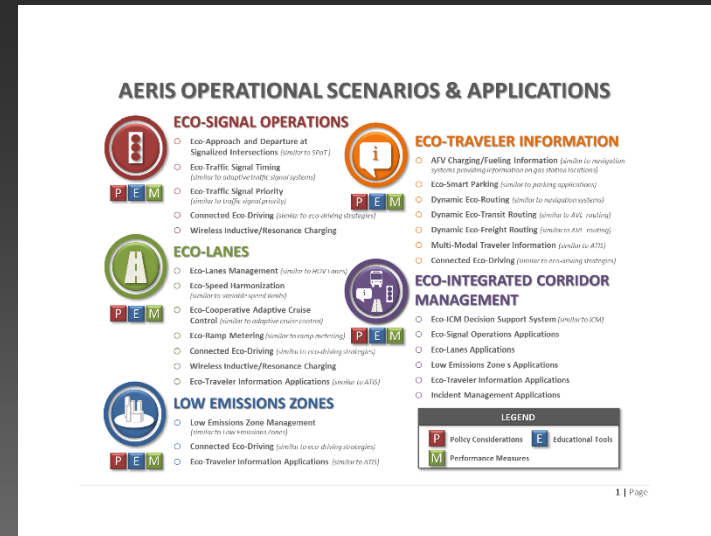 AERIS OPERATIONAL SCENARIOS & APPLICATIONS
ECO-SIGNAL OPERATIONS
Eco-Approach and Departure at
Signalized Intersections (similar to SPaT)
Eco-Traffic Signal Timing
(similar to adaptive traffic signal systems)
Eco-Traffic Signal Priority
(similar to traffic signal priority)
Connected Eco-Driving (similar to eco-driving strategies)
Wireless Inductive/Resonance Charging
P E M
ECO-LANES
Eco-Lanes Management (similar to HOV Lanes)
Eco-Speed Harmonization
(similar to variable speed limits)
Eco-Cooperative Adaptive Cruise
Control (similar to adaptive cruise control)
Eco-Ramp Metering (similar to ramp metering)
Connected Eco-Driving (similar to eco-driving strategies)
Wireless Inductive/Resonance Charging
Eco-Traveler Information Applications (similar to ATIS)
P E M
LOW EMISSIONS ZONES
Low Emissions Zone Management
(similar to Low Emissions Zones)
Connected Eco-Driving (similar to eco-driving strategies)
Eco-Traveler Information Applications (similar to ATIS)
P E M
i
ECO-TRAVELER INFORMATION
AFV Charging/Fueling Information (similar to navigation
systems providing information on gas station locations)
Eco-Smart Parking (similar to parking applications)
Dynamic Eco-Routing (similar to navigation systems)
Dynamic Eco-Transit Routing (similar to AVL routing)
Dynamic Eco-Freight Routing (similar to AVL routing)
Multi-Modal Traveler Information (similar to ATIS)
Connected Eco-Driving (similar to eco-driving strategies)
P E M
i
ECO-INTEGRATED CORRIDOR
MANAGEMENT
Eco-ICM Decision Support System (similar to ICM)
Eco-Signal Operations Applications
Eco-Lanes Applications
Low Emissions Zone s Applications
Eco-Traveler Information Applications
Incident Management Applications
P E M
LEGEND
P Policy Considerations E Educational Tools
M Performance Measures
1 | Page